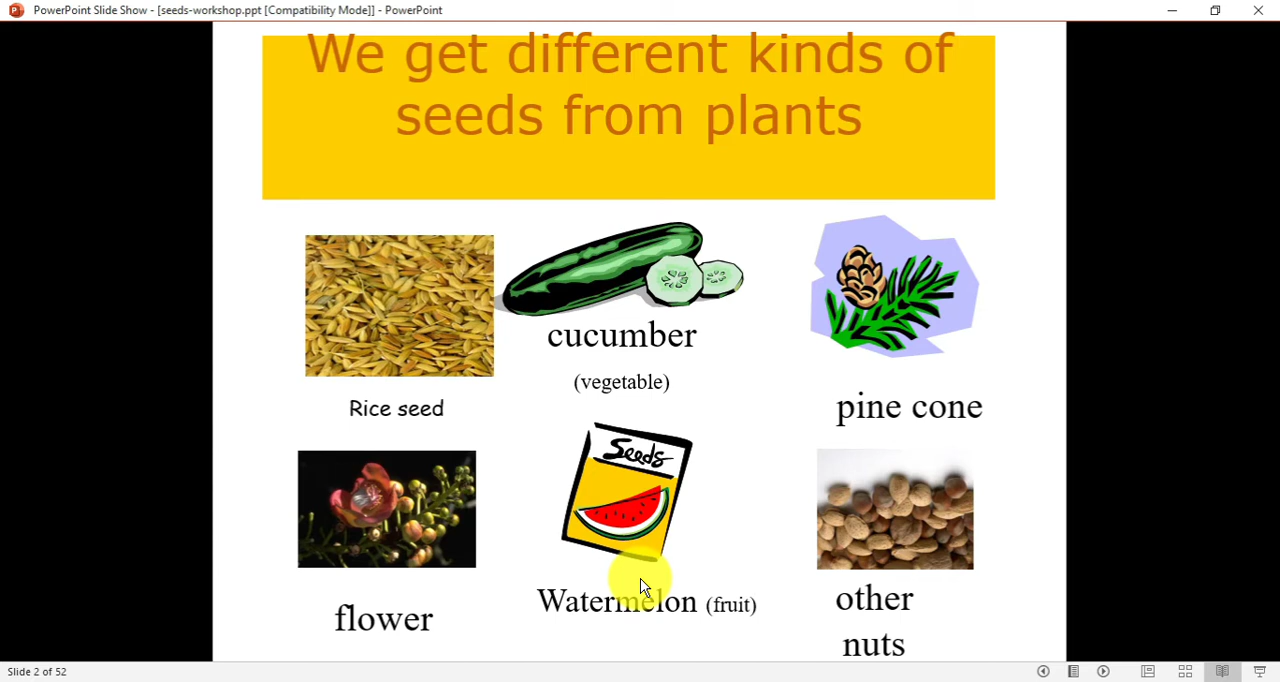 PowerPoint Slide Show - [seeds-workshop.ppt [Compatibility Mode]] - PowerPoint
We get different kinds of
seeds from plants
cucumber
(vegetable)
Rice seed
pine cone
Seeds
flower
Watermelon (fruit)
other
nuts
Slide 2 of 52